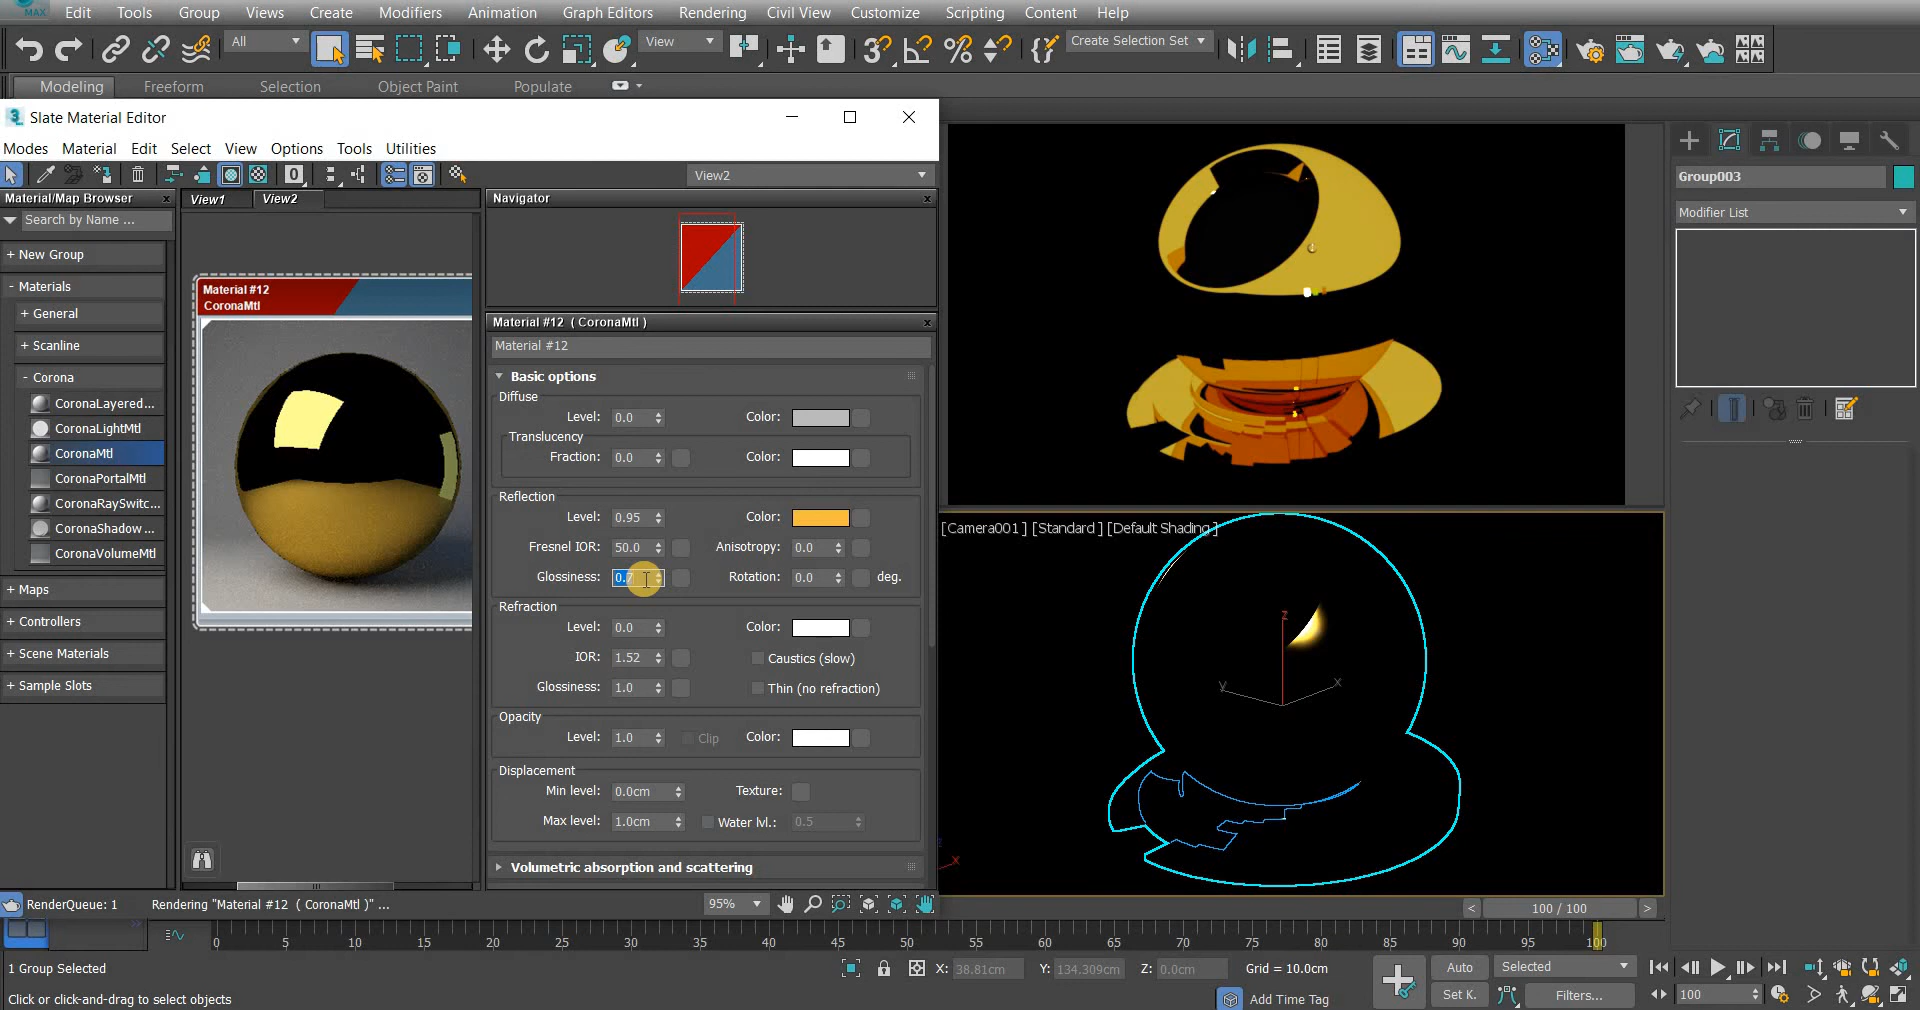 MAX
Edit Tools Group Views Create Modifiers Animation Graph Editors Rendering Civil View Customize Scripting Content Help
All
View
Create Selection Set
Modeling Freeform Selection Object Paint Populate
3 Slate Material Editor
Modes Material Edit Select View Options Tools Utilities
0
View2
Material/Map Browser
Search by Name ...
+ New Group
- Materials
+ General
+ Scanline
- Corona
CoronaLayered...
CoronaLightMtl
CoronaMtl
CoronaPortalMtl
CoronaRaySwitc...
CoronaShadow ...
CoronaVolumeMtl
+ Maps
+ Controllers
+ Scene Materials
+ Sample Slots
View1 View2
Material #12
CoronaMtl
Navigator
Material #12 ( CoronaMtl )
Material #12
Basic options
Diffuse
Level: 0.0 Color:
Translucency
Fraction: 0.0 Color:
Reflection
Level: 0.95 Color:
Fresnel IOR: 50.0 Anisotropy: 0.0
Glossiness: 0.7 Rotation: 0.0 deg.
Refraction
Level: 0.0 Color:
IOR: 1.52 Caustics (slow)
Glossiness: 1.0 Thin (no refraction)
Opacity
Level: 1.0 Clip Color:
Displacement
Min level: 0.0cm Texture:
Max level: 1.0cm Water lvl.: 0.5
Volumetric absorption and scattering
RenderQueue: 1 Rendering "Material #12 ( CoronaMtl )" ...
95%
[Camera001] [Standard] [Default Shading]
z
y
x
x
Group003
Modifier List
< 100 / 100 >
0 5 10 15 20 25 30 35 40 45 50 55 60 65 70 75 80 85 90 95 100
1 Group Selected
X: 38.81cm Y: 134.309cm Z: 0.0cm Grid = 10.0cm
Auto Selected
Click or click-and-drag to select objects
Add Time Tag
Set K. Filters...
100